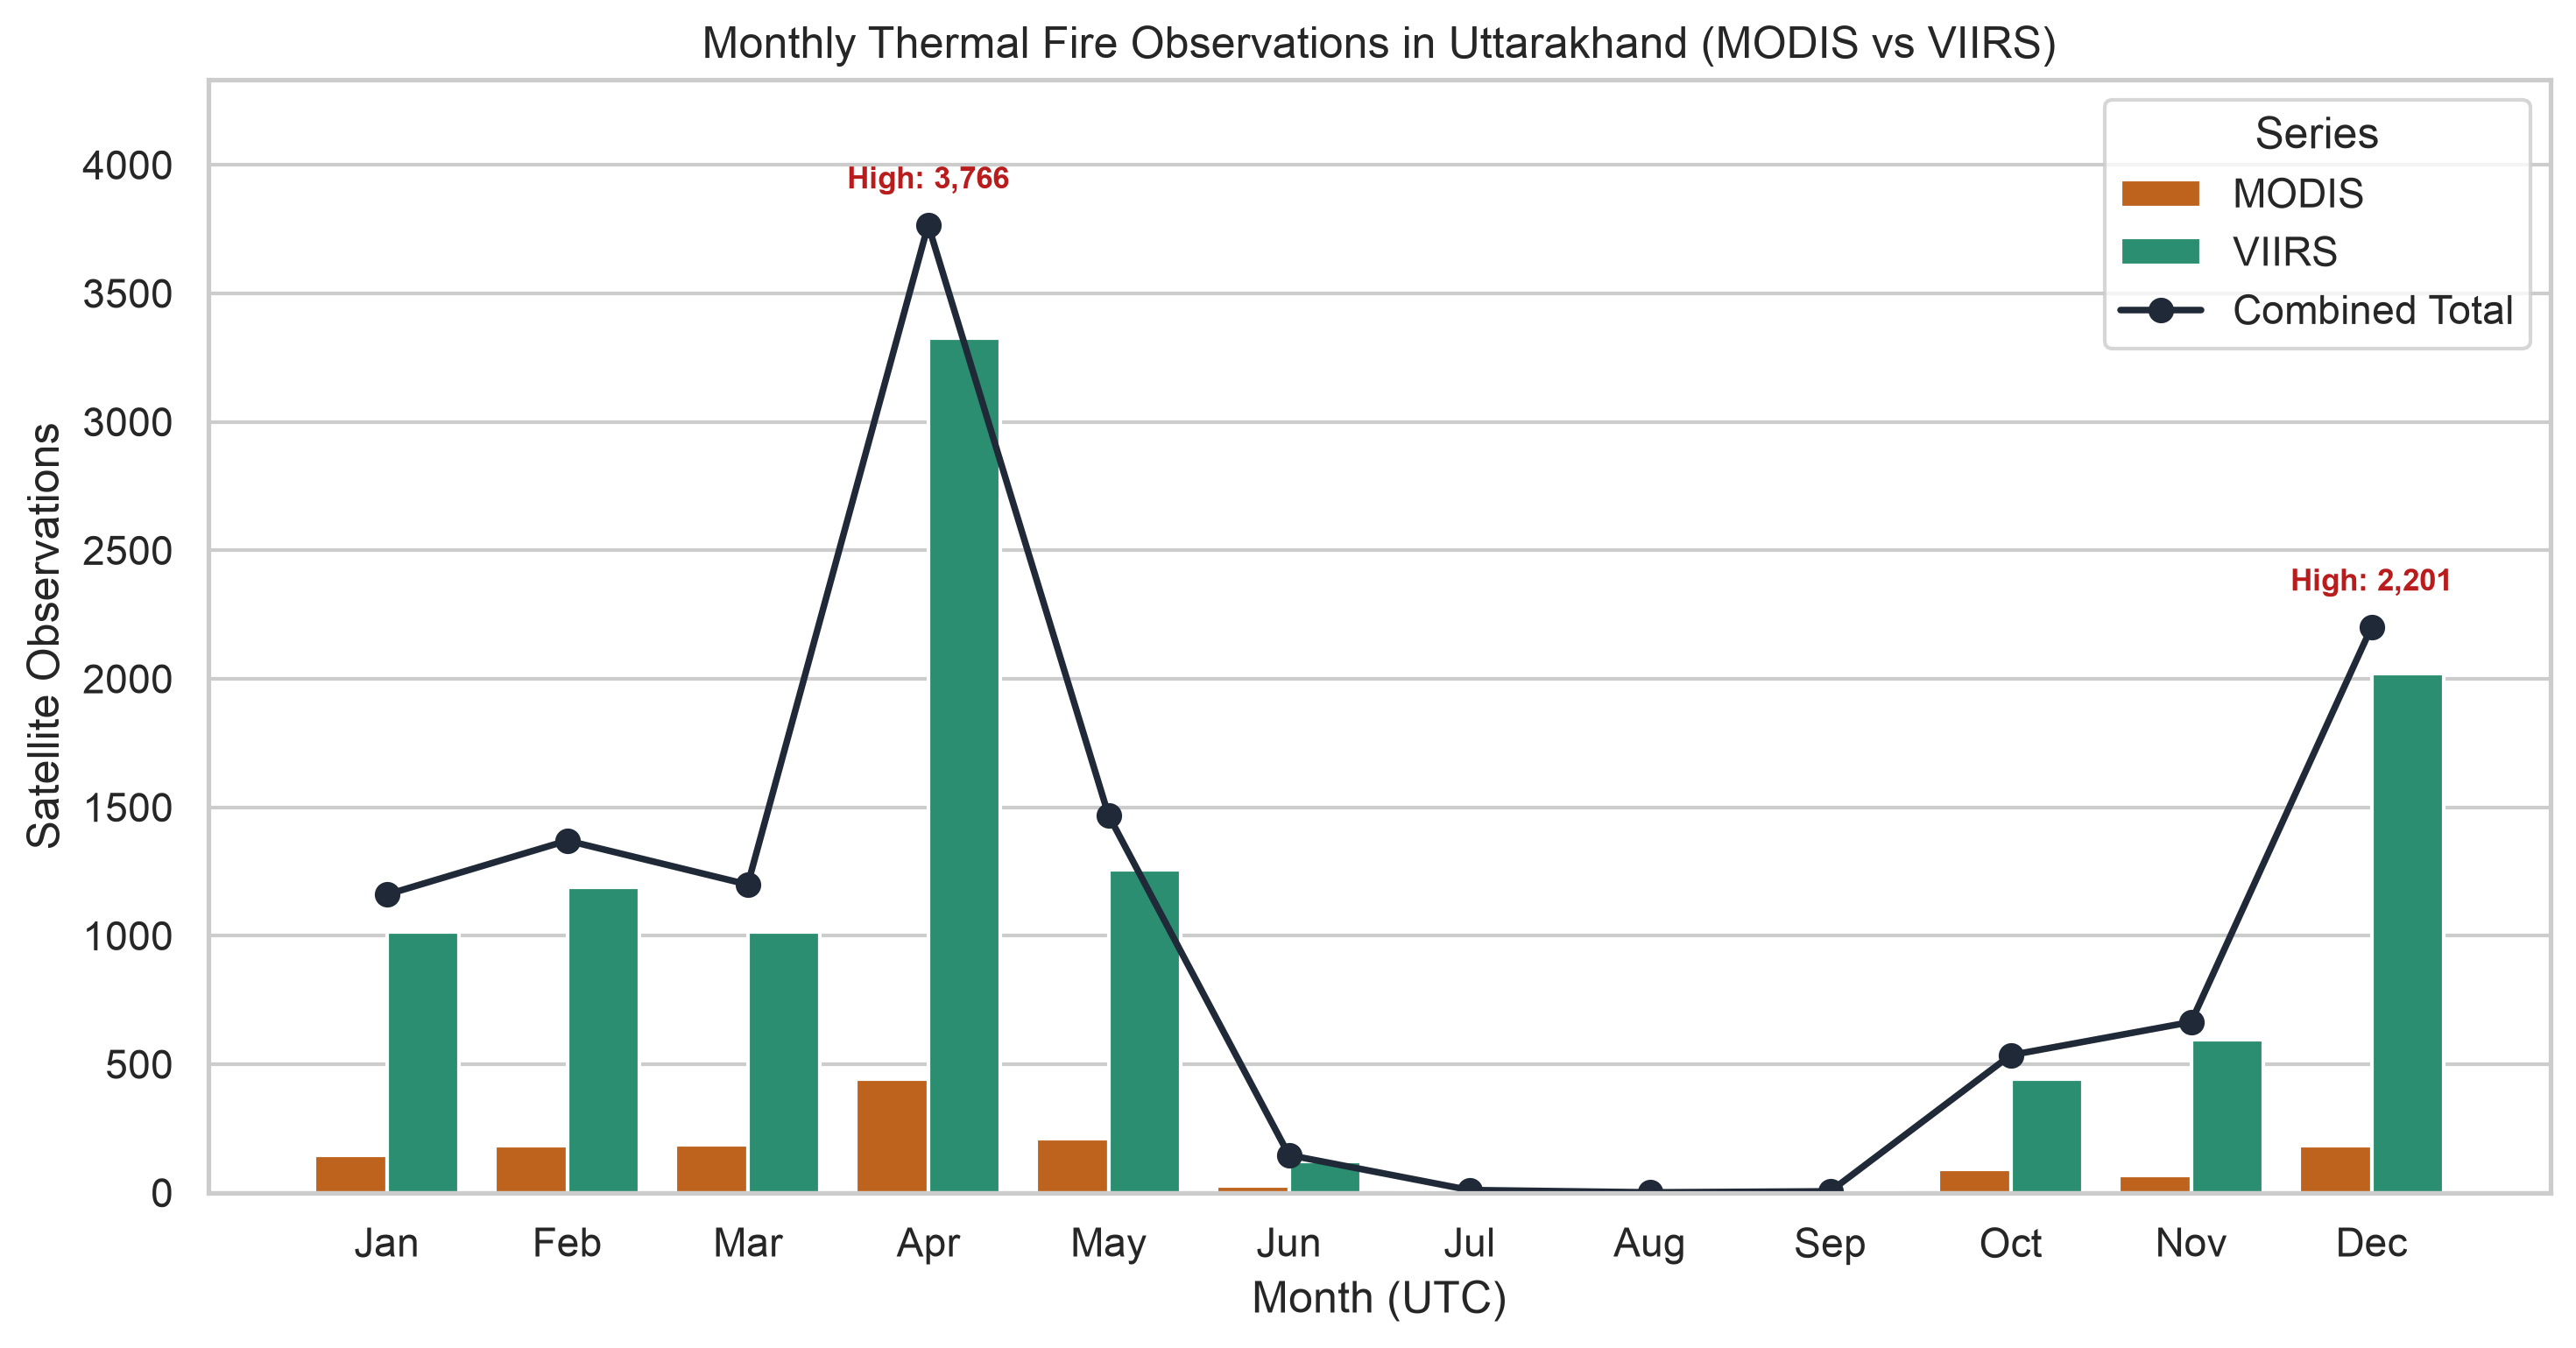 Monthly Thermal Fire Observations in Uttarakhand (MODIS vs VIIRS)
Series
MODIS
VIIRS
Combined Total
High: 3,766
High: 2,201
Satellite Observations
4000
3500
3000
2500
2000
1500
1000
500
0
Jan Feb Mar Apr May Jun Jul Aug Sep Oct Nov Dec
Month (UTC)